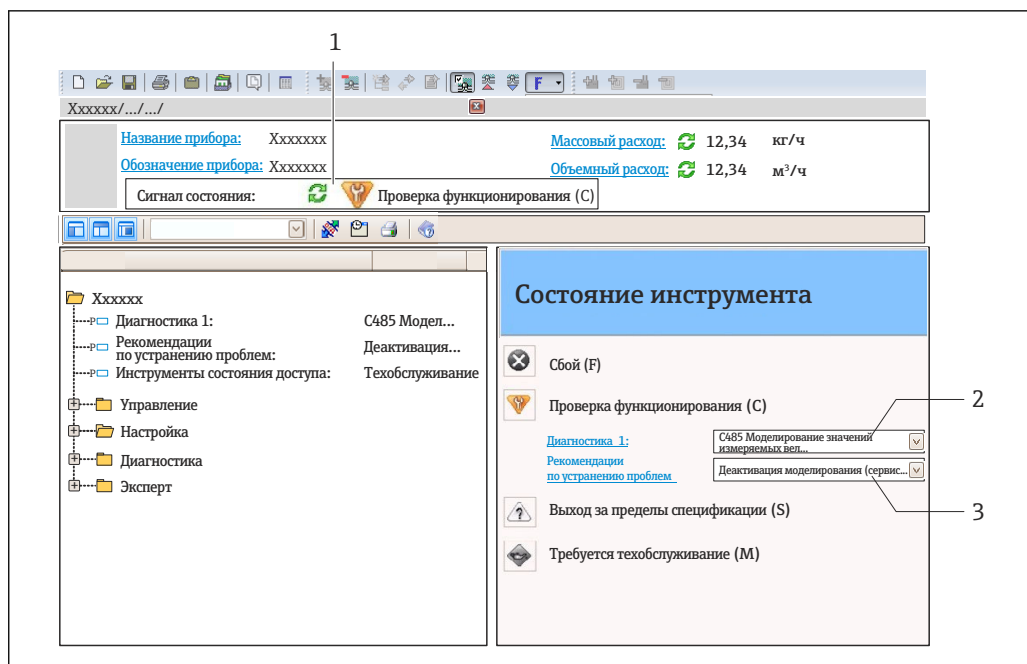 1
F
Xxxxxx/.../.../
Название прибора: Xxxxxxx
Массовый расход: 12,34 кг/ч
Обозначение прибора: Xxxxxxx
Объемный расход: 12,34 м³/ч
Сигнал состояния: Проверка функционирования (C)
Xxxxxx
P Диагностика 1: C485 Модел...
P Рекомендации
по устранению проблем: Деактивация...
P Инструменты состояния доступа: Техобслуживание
Управление
Настройка
Диагностика
Эксперт
Состояние инструмента
Сбой (F)
Проверка функционирования (C)
2
Диагностика 1: C485 Моделирование значений
измеряемых вел...
Рекомендации
по устранению проблем Деактивация моделирования (сервис...
3
Выход за пределы спецификации (S)
Требуется техобслуживание (M)